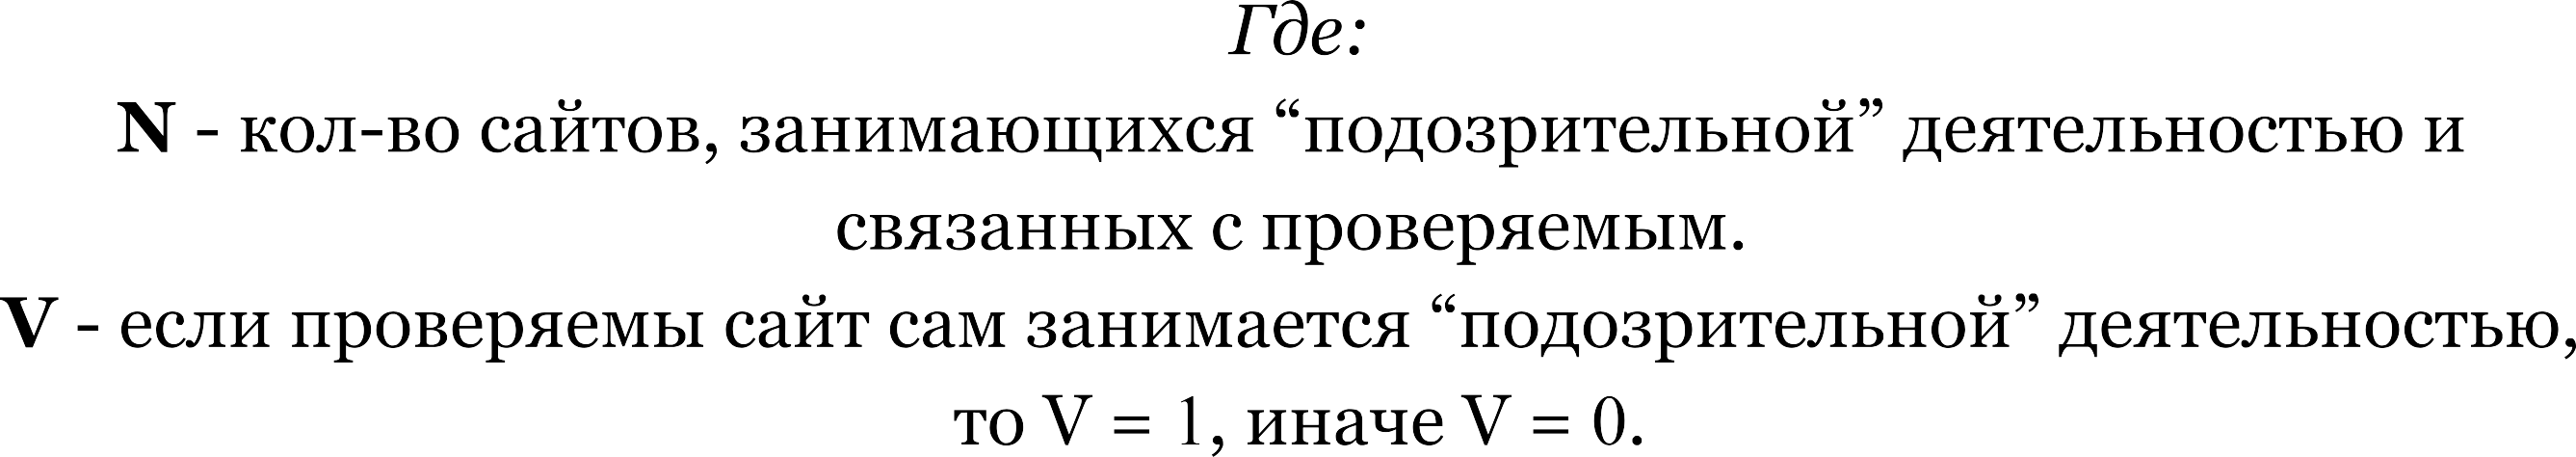 Где:
N - кол-во сайтов, занимающихся “подозрительной” деятельностью и
связанных с проверяемым.
V - если проверяемы сайт сам занимается “подозрительной” деятельностью,
то V = 1, иначе V = 0.